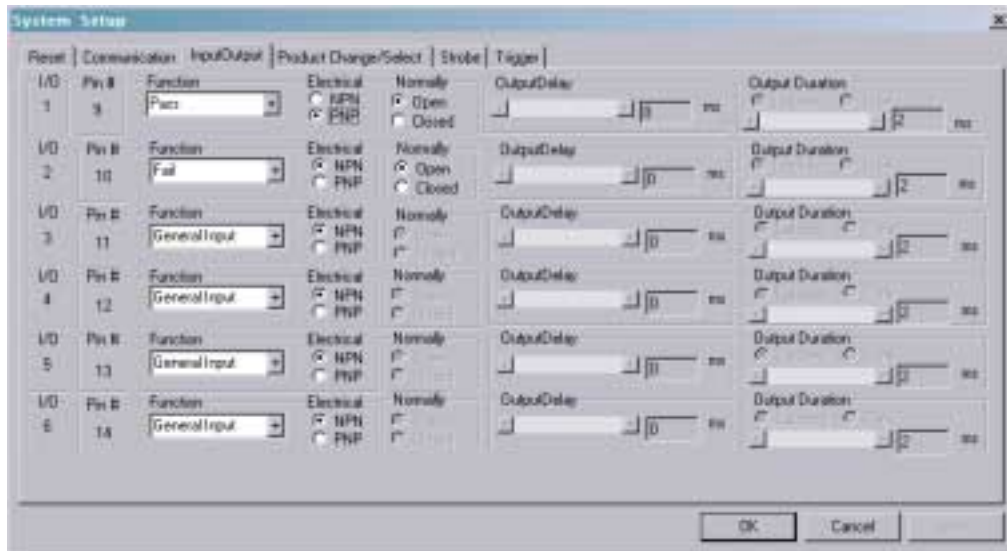 System Setup
Reset Communication Input/Output Product Change/Select Strobe Trigger
I/O Pin # Function Electrical Normally OutputDelay Output Duration
1 9 Pass NPN PNP Open Closed 0 ms 2 ms
I/O Pin # Function Electrical Normally OutputDelay Output Duration
2 10 Fail NPN PNP Open Closed 0 ms 2 ms
I/O Pin # Function Electrical Normally OutputDelay Output Duration
3 11 General Input NPN PNP 0 ms 2 ms
I/O Pin # Function Electrical Normally OutputDelay Output Duration
4 12 General Input NPN PNP 0 ms 2 ms
I/O Pin # Function Electrical Normally OutputDelay Output Duration
5 13 General Input NPN PNP 0 ms 2 ms
I/O Pin # Function Electrical Normally OutputDelay Output Duration
6 14 General Input NPN PNP 0 ms 2 ms
OK Cancel